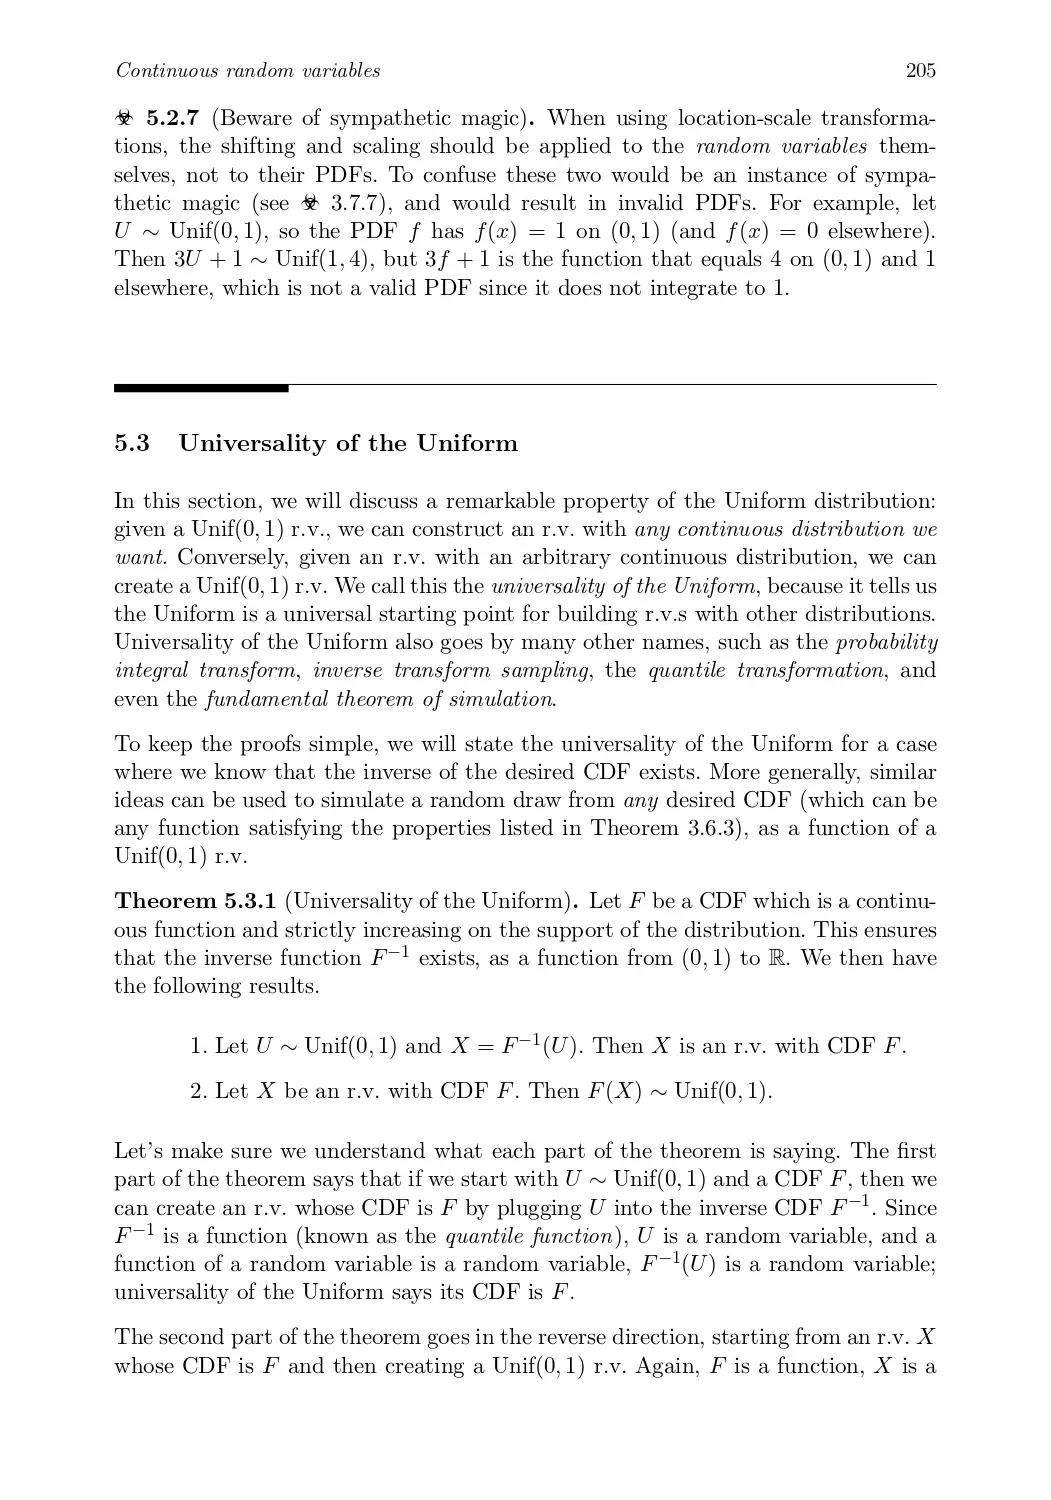 Continuous random variables 205
☣ 5.2.7 (Beware of sympathetic magic). When using location-scale transforma-
tions, the shifting and scaling should be applied to the random variables them-
selves, not to their PDFs. To confuse these two would be an instance of sympa-
thetic magic (see ☣ 3.7.7), and would result in invalid PDFs. For example, let
U ∼ Unif(0, 1), so the PDF f has f(x) = 1 on (0, 1) (and f(x) = 0 elsewhere).
Then 3U + 1 ∼ Unif(1, 4), but 3f + 1 is the function that equals 4 on (0, 1) and 1
elsewhere, which is not a valid PDF since it does not integrate to 1.
5.3 Universality of the Uniform
In this section, we will discuss a remarkable property of the Uniform distribution:
given a Unif(0, 1) r.v., we can construct an r.v. with any continuous distribution we
want. Conversely, given an r.v. with an arbitrary continuous distribution, we can
create a Unif(0, 1) r.v. We call this the universality of the Uniform, because it tells us
the Uniform is a universal starting point for building r.v.s with other distributions.
Universality of the Uniform also goes by many other names, such as the probability
integral transform, inverse transform sampling, the quantile transformation, and
even the fundamental theorem of simulation.
To keep the proofs simple, we will state the universality of the Uniform for a case
where we know that the inverse of the desired CDF exists. More generally, similar
ideas can be used to simulate a random draw from any desired CDF (which can be
any function satisfying the properties listed in Theorem 3.6.3), as a function of a
Unif(0, 1) r.v.
Theorem 5.3.1 (Universality of the Uniform). Let F be a CDF which is a continu-
ous function and strictly increasing on the support of the distribution. This ensures
that the inverse function F⁻¹ exists, as a function from (0, 1) to ℝ. We then have
the following results.
1. Let U ∼ Unif(0, 1) and X = F⁻¹(U). Then X is an r.v. with CDF F.
2. Let X be an r.v. with CDF F. Then F(X) ∼ Unif(0, 1).
Let's make sure we understand what each part of the theorem is saying. The first
part of the theorem says that if we start with U ∼ Unif(0, 1) and a CDF F, then we
can create an r.v. whose CDF is F by plugging U into the inverse CDF F⁻¹. Since
F⁻¹ is a function (known as the quantile function), U is a random variable, and a
function of a random variable is a random variable, F⁻¹(U) is a random variable;
universality of the Uniform says its CDF is F.
The second part of the theorem goes in the reverse direction, starting from an r.v. X
whose CDF is F and then creating a Unif(0, 1) r.v. Again, F is a function, X is a